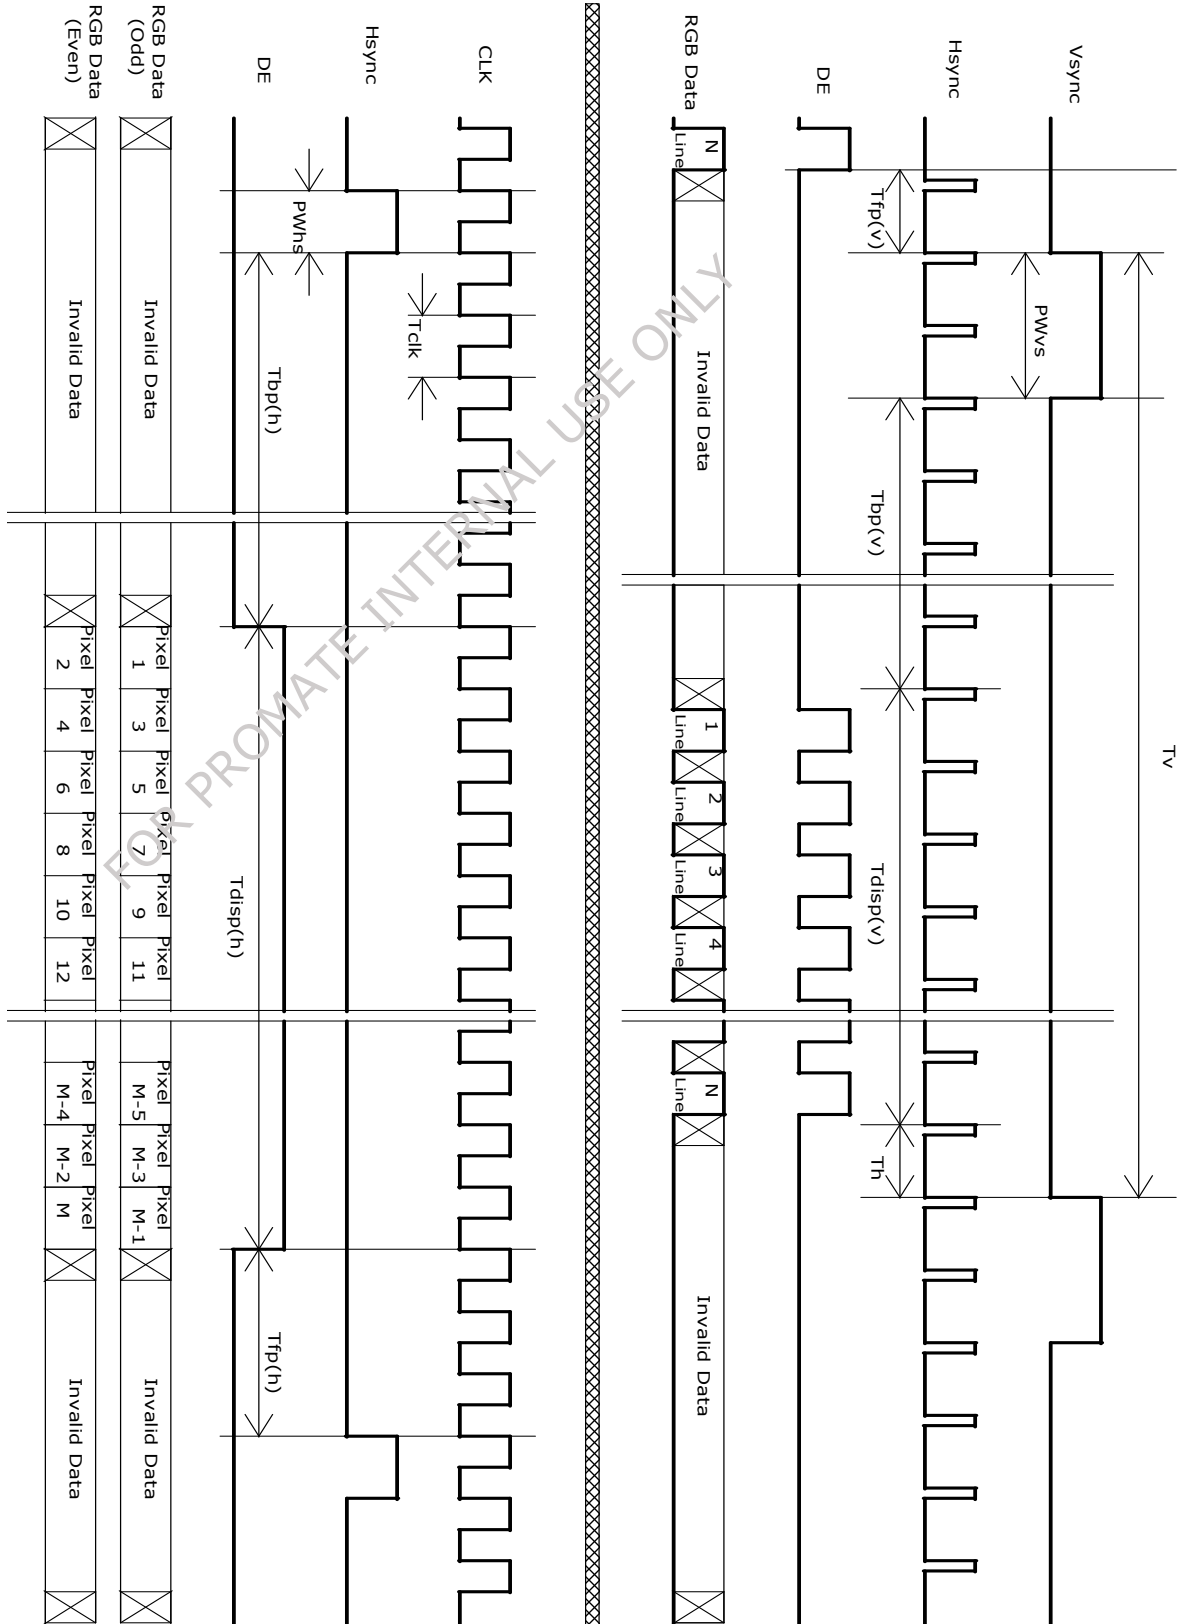 Vsync
Tv
PWvs
Hsync
Tfp(v)
Tbp(v)
Tdisp(v)
Th
DE
RGB Data
Line
N
Invalid Data
Line
1
Line
2
Line
3
Line
4
Line
N
Invalid Data
CLK
Tclk
Hsync
PWhs
DE
Tbp(h)
Tdisp(h)
Tfp(h)
RGB Data
(Odd)
Invalid Data
Pixel
1
Pixel
3
Pixel
5
Pixel
7
Pixel
9
Pixel
11
Pixel
M-5
Pixel
M-3
Pixel
M-1
Invalid Data
RGB Data
(Even)
Invalid Data
Pixel
2
Pixel
4
Pixel
6
Pixel
8
Pixel
10
Pixel
12
Pixel
M-4
Pixel
M-2
Pixel
M
Invalid Data
FOR PROMATE INTERNAL USE ONLY